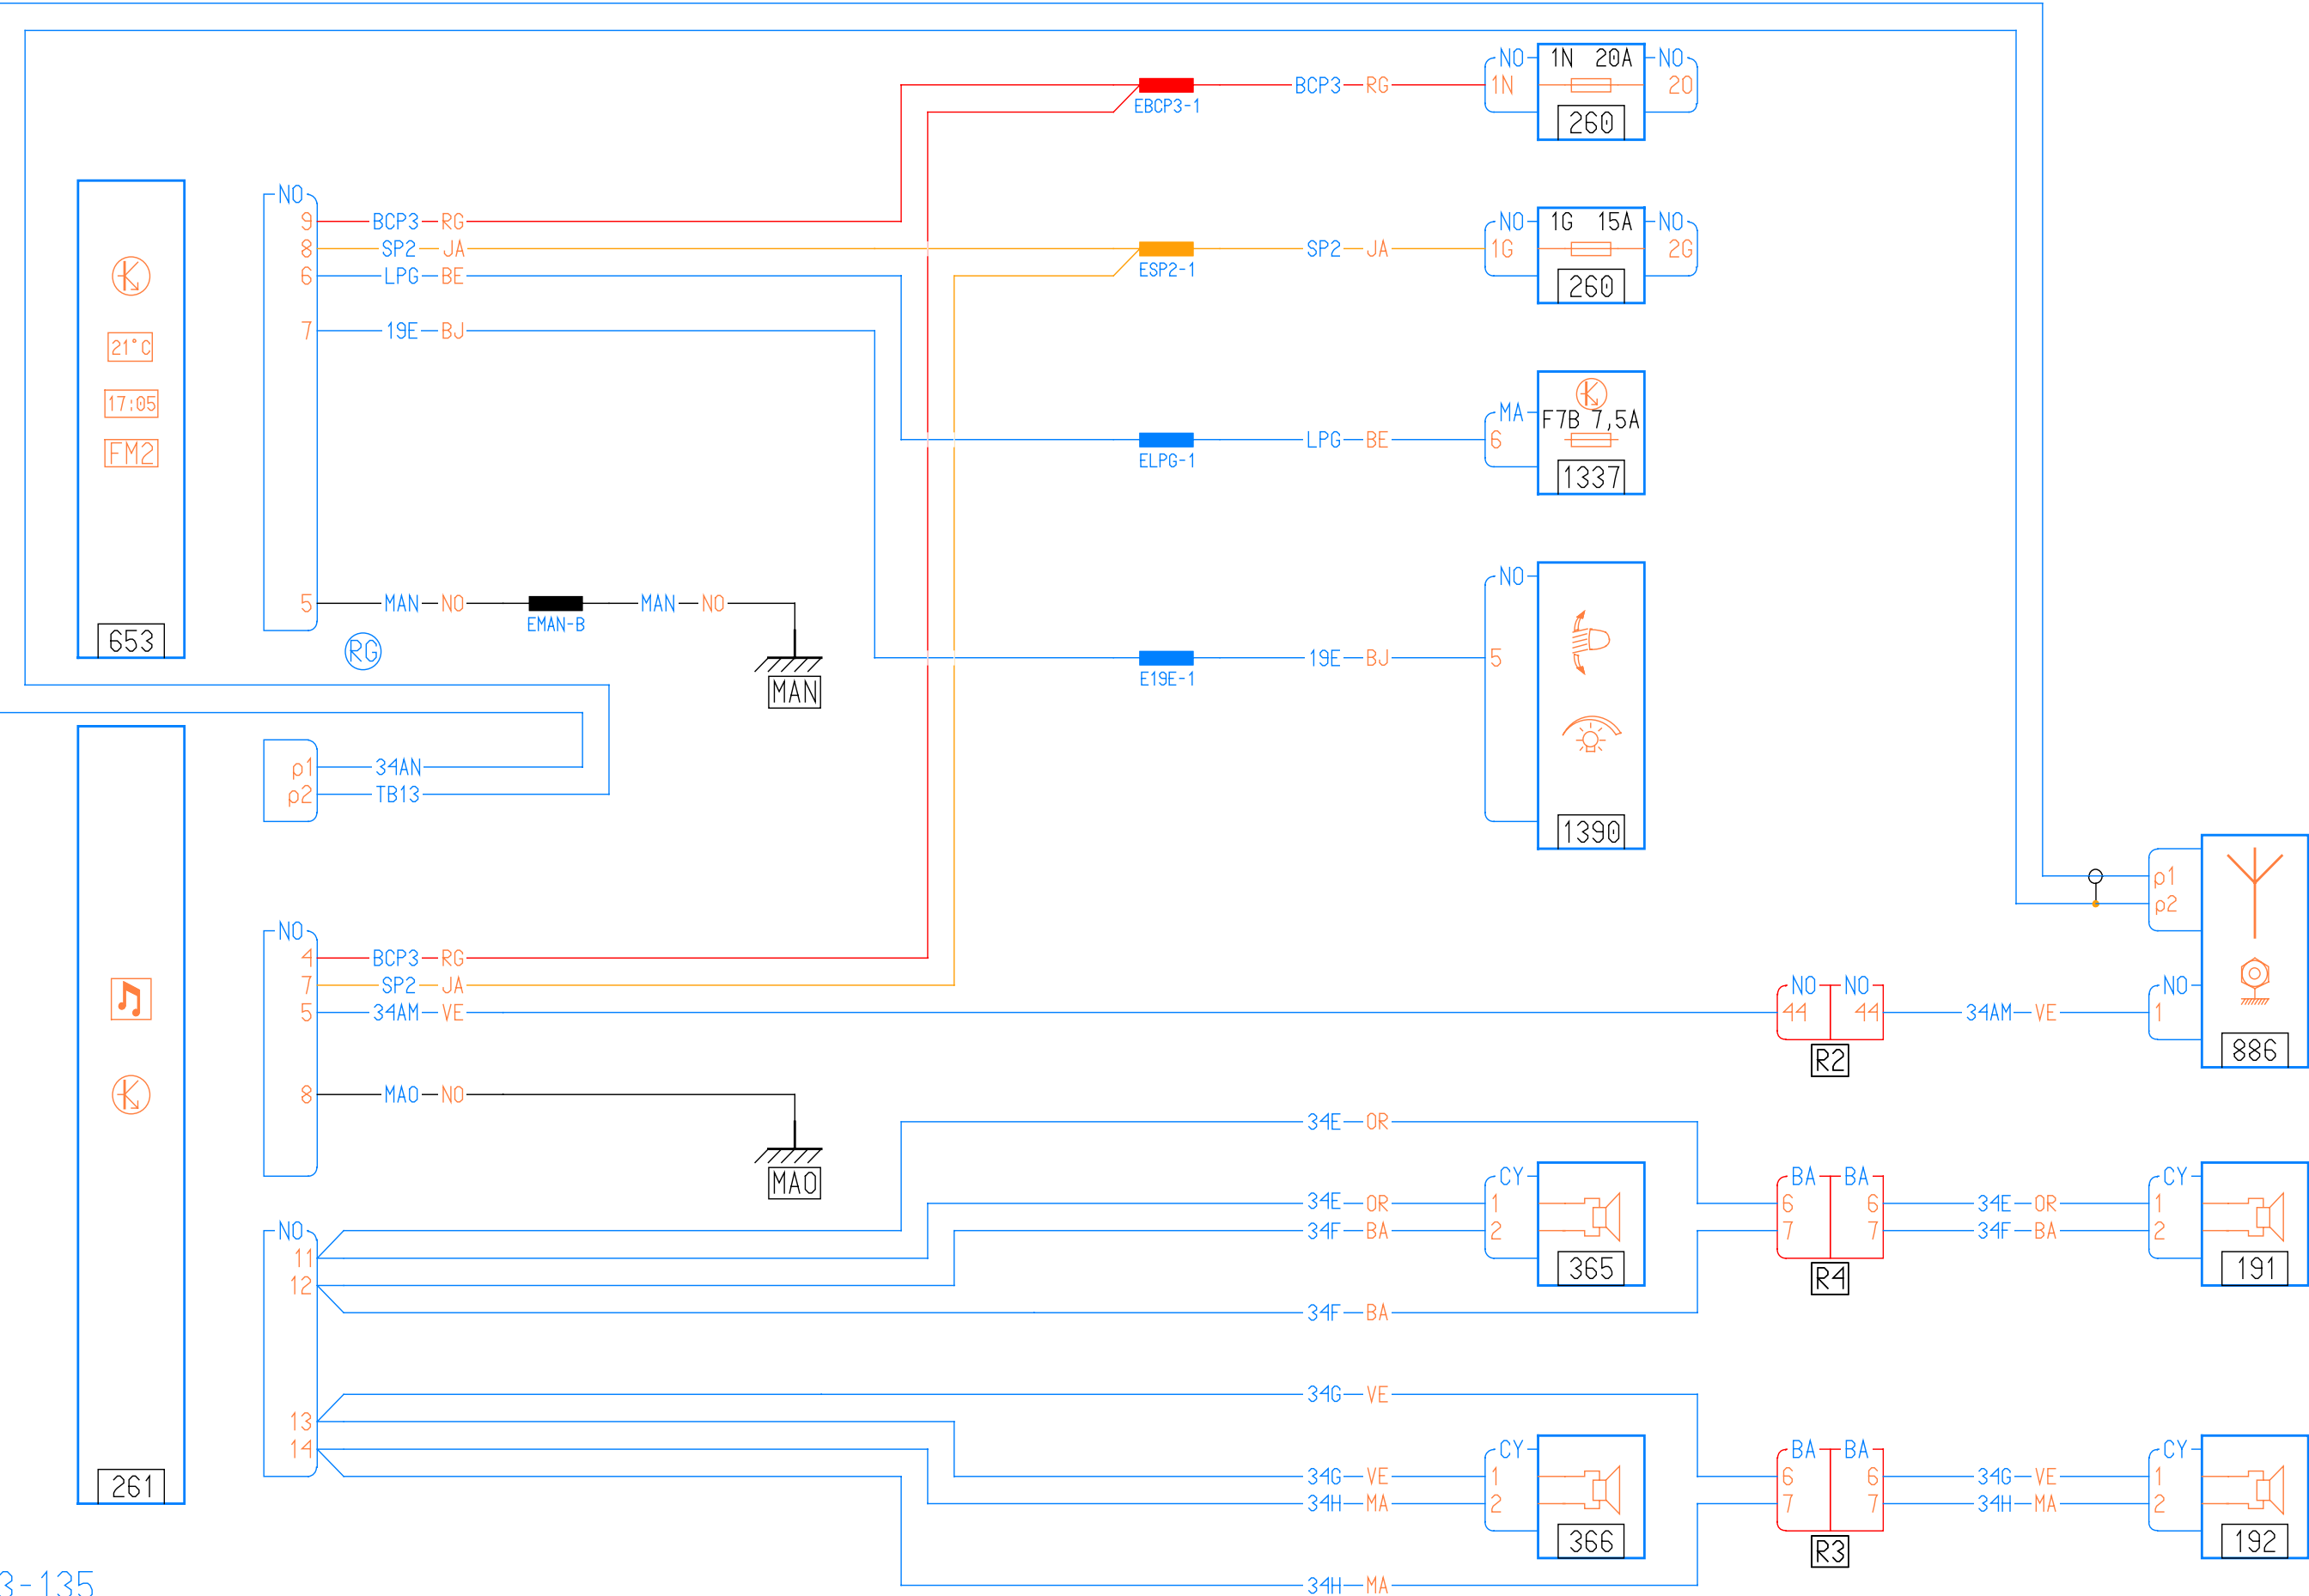 NO 1N 20A NO
EBCP3-1 BCP3 RG 1N 2O
260
NO
9 BCP3 RG
8 SP2 JA
6 LPG BE
7 19E BJ
5 MAN NO EMAN-B MAN NO
MAN
RG
21°C
17:05
FM2
653
NO 1G 15A NO
ESP2-1 SP2 JA 1G 2G
260
MA F7B 7,5A
ELPG-1 LPG BE 6
1337
NO
E19E-1 19E BJ 5
1390
p1 34AN
p2 TB13
p1
p2
NO
4 BCP3 RG
7 SP2 JA
5 34AM VE
NO NO
44 44 34AM VE
R2
NO
1
886
8 MAO NO
MAO
34E OR
NO
11
12
CY
34E OR 1
34F BA 2
365
34F BA
BA BA
6 6 34E OR
7 7 34F BA
R4
CY
1
2
191
13
14
34G VE
CY
34G VE 1
34H MA 2
366
34H MA
BA BA
6 6 34G VE
7 7 34H MA
R3
CY
1
2
192
261
3-135